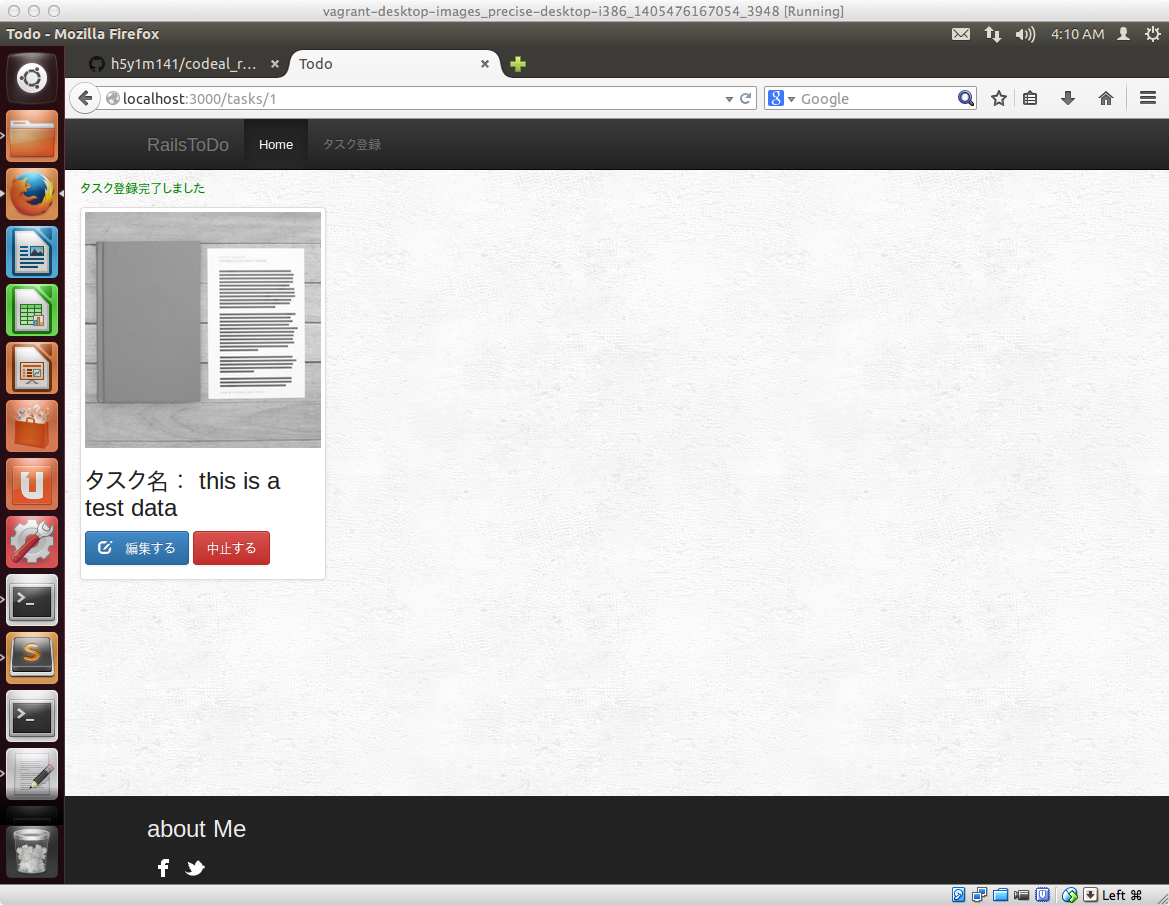 vagrant-desktop-images_precise-desktop-i386_1405476167054_3948 [Running]
Todo - Mozilla Firefox
4:10 AM
h5y1m141/codeal_r... ×
Todo ×
localhost:3000/tasks/1
Google
RailsToDo
Home
タスク登録
タスク登録完了しました
タスク名： this is a
test data
編集する
中止する
about Me
Left ⌘